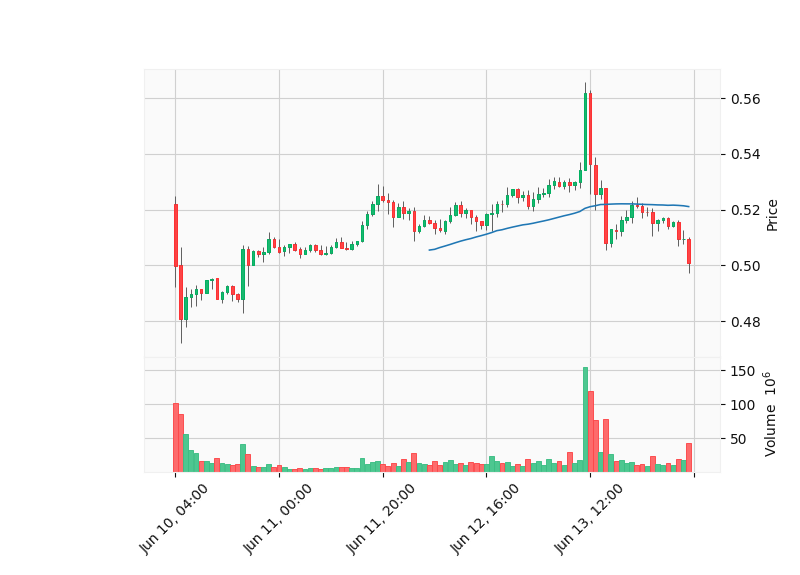 0.56
0.54
0.52
0.50
0.48
Price
150
100
50
Volume 10^6
Jun 10, 04:00
Jun 11, 00:00
Jun 11, 20:00
Jun 12, 16:00
Jun 13, 12:00